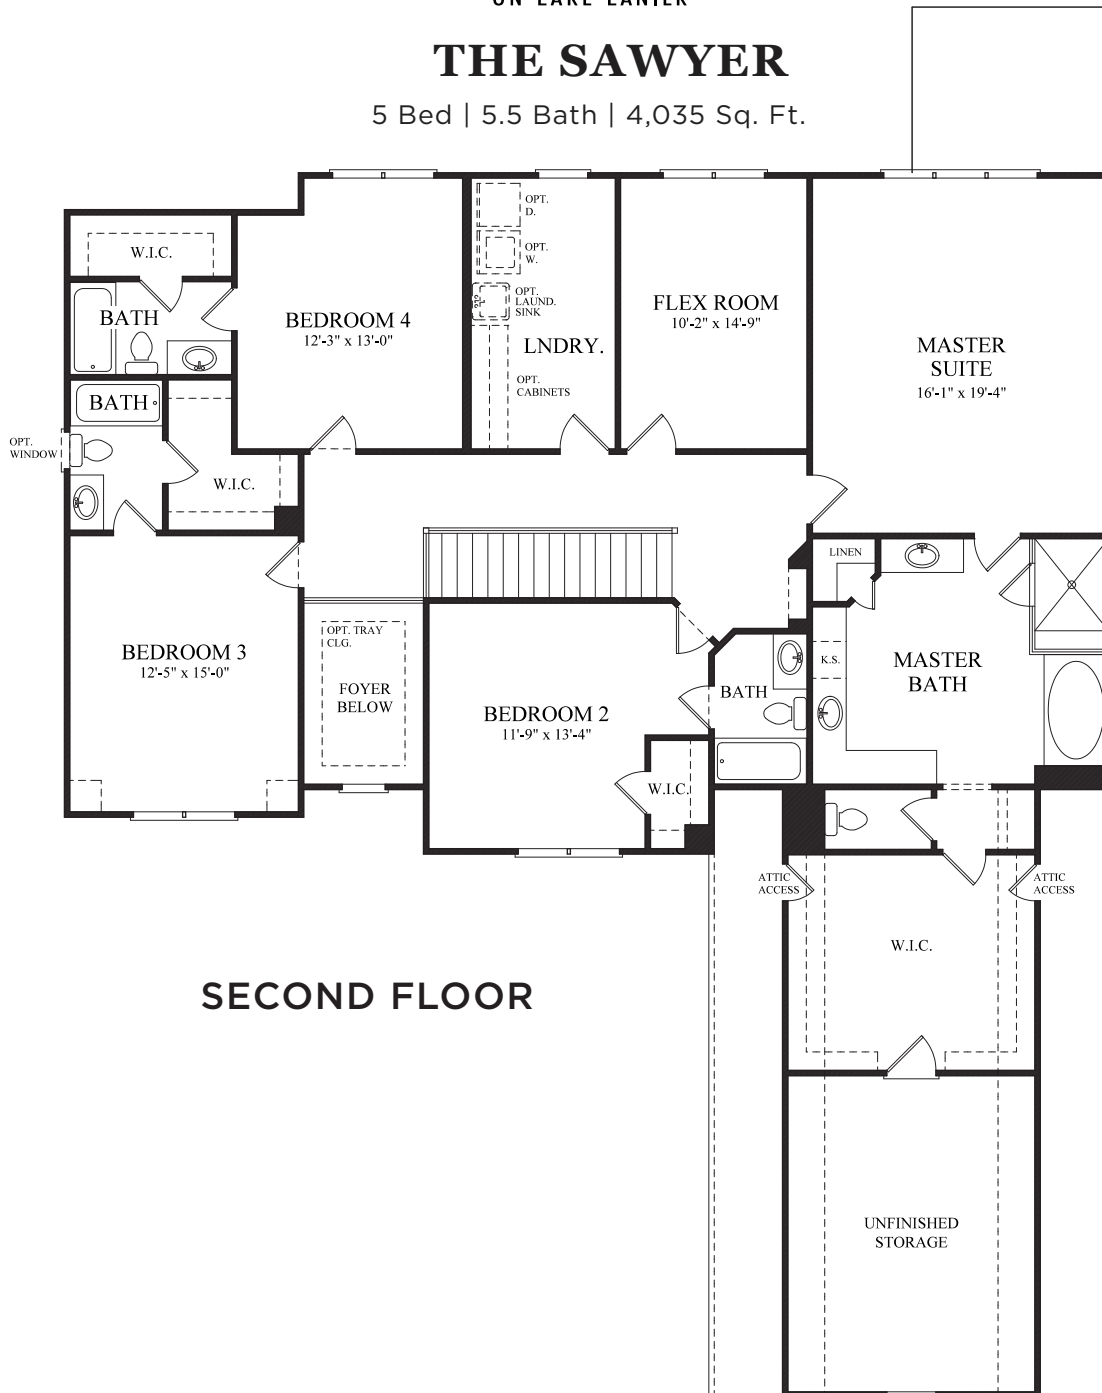 ON LAKE LANIER
THE SAWYER
5 Bed | 5.5 Bath | 4,035 Sq. Ft.
W.I.C.
BATH
BEDROOM 4
12'-3" x 13'-0"
OPT.
D.
OPT.
W.
OPT.
LAUND.
SINK
LNDRY.
OPT.
CABINETS
FLEX ROOM
10'-2" x 14'-9"
MASTER
SUITE
16'-1" x 19'-4"
BATH
OPT.
WINDOW
W.I.C.
LINEN
BEDROOM 3
12'-5" x 15'-0"
OPT. TRAY
CLG.
FOYER
BELOW
BEDROOM 2
11'-9" x 13'-4"
BATH
W.I.C.
K.S.
MASTER
BATH
ATTIC
ACCESS
ATTIC
ACCESS
W.I.C.
SECOND FLOOR
UNFINISHED
STORAGE